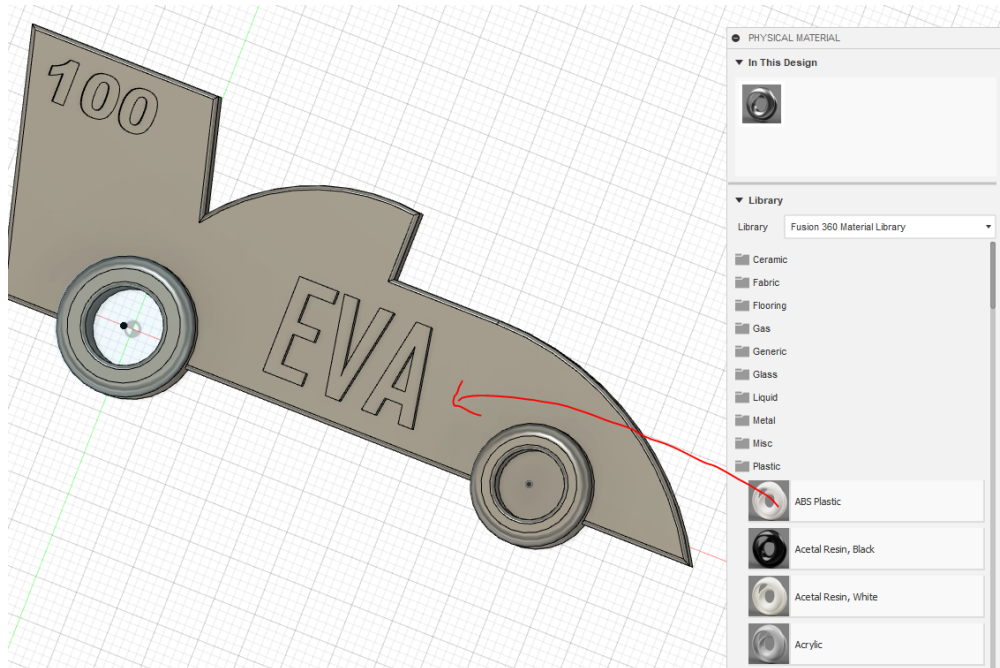 100
EVA
PHYSICAL MATERIAL
In This Design
Library
Library Fusion 360 Material Library
Ceramic
Fabric
Flooring
Gas
Generic
Glass
Liquid
Metal
Misc
Plastic
ABS Plastic
Acetal Resin, Black
Acetal Resin, White
Acrylic